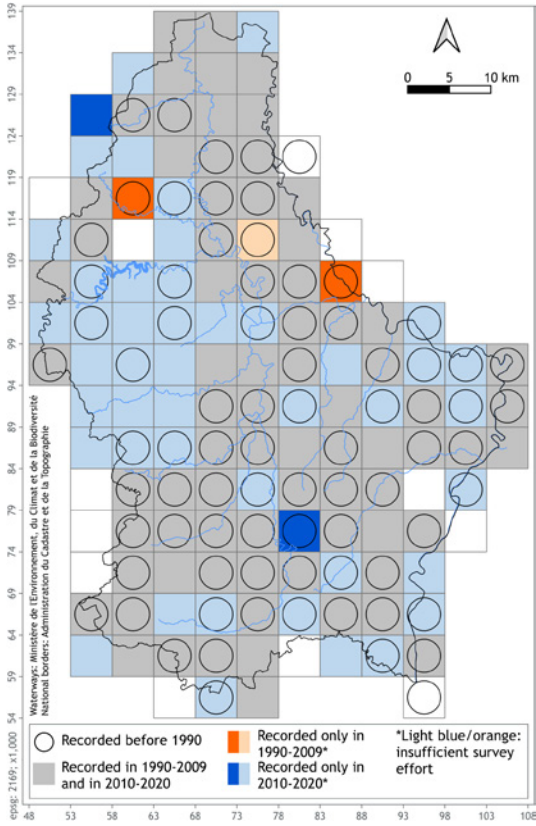 139
134
129
124
119
114
109
104
99
94
89
84
79
74
69
64
59
54
0 5 10 km
Waterways: Ministère de l'Environnement, du Climat et de la Biodiversité
National borders: Administration du Cadastre et de la Topographie
epsg: 2169; x1,000
Recorded before 1990
Recorded in 1990-2009
and in 2010-2020
Recorded only in
1990-2009*
Recorded only in
2010-2020*
*Light blue/orange:
insufficient survey
effort
48 53 58 63 68 73 78 83 88 93 98 103 108